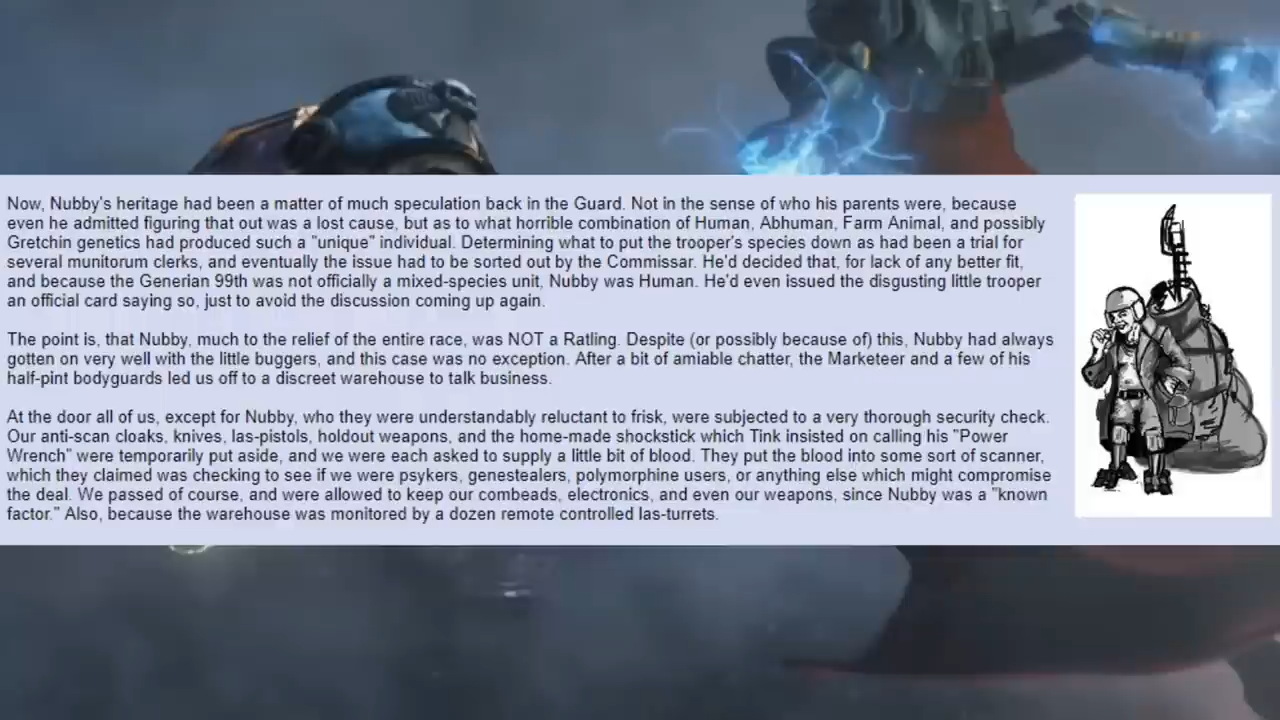 Now, Nubby's heritage had been a matter of much speculation back in the Guard. Not in the sense of who his parents were, because
even he admitted figuring that out was a lost cause, but as to what horrible combination of Human, Abhuman, Farm Animal, and possibly
Gretchin genetics had produced such a "unique" individual. Determining what to put the trooper's species down as had been a trial for
several munitorum clerks, and eventually the issue had to be sorted out by the Commissar. He'd decided that, for lack of any better fit,
and because the Generian 99th was not officially a mixed-species unit, Nubby was Human. He'd even issued the disgusting little trooper
an official card saying so, just to avoid the discussion coming up again.
The point is, that Nubby, much to the relief of the entire race, was NOT a Ratling. Despite (or possibly because of) this, Nubby had always
gotten on very well with the little buggers, and this case was no exception. After a bit of amiable chatter, the Marketeer and a few of his
half-pint bodyguards led us off to a discreet warehouse to talk business.
At the door all of us, except for Nubby, who they were understandably reluctant to frisk, were subjected to a very thorough security check.
Our anti-scan cloaks, knives, las-pistols, holdout weapons, and the home-made shockstick which Tink insisted on calling his "Power
Wrench" were temporarily put aside, and we were each asked to supply a little bit of blood. They put the blood into some sort of scanner,
which they claimed was checking to see if we were psykers, genestealers, polymorphine users, or anything else which might compromise
the deal. We passed of course, and were allowed to keep our combeads, electronics, and even our weapons, since Nubby was a "known
factor." Also, because the warehouse was monitored by a dozen remote controlled las-turrets.